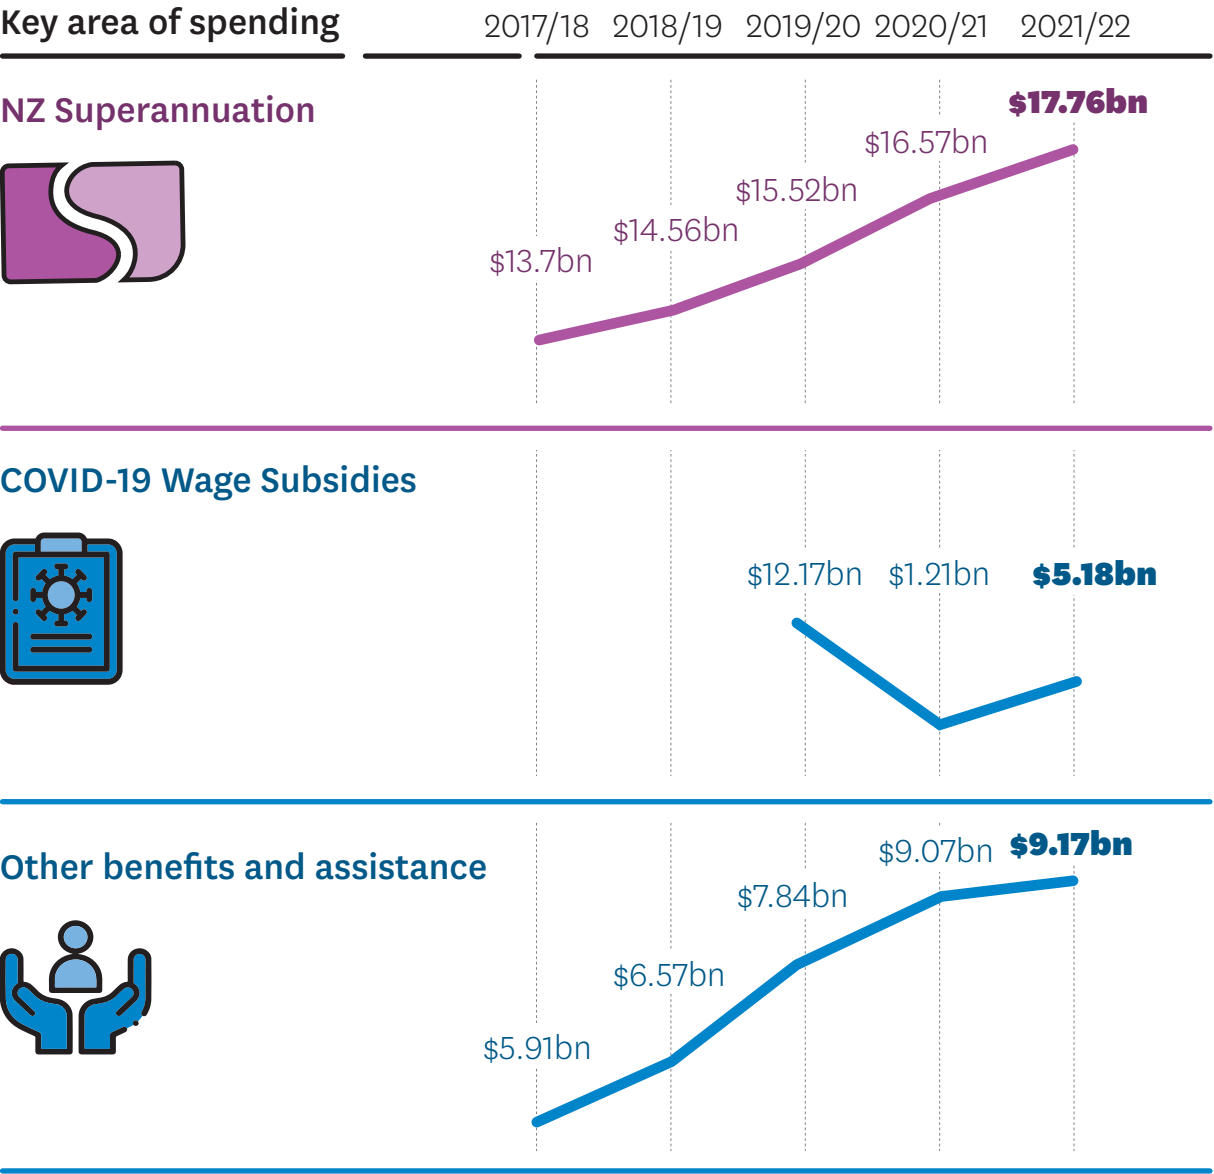 Key area of spending 2017/18 2018/19 2019/20 2020/21 2021/22
NZ Superannuation
$13.7bn $14.56bn $15.52bn $16.57bn $17.76bn
COVID-19 Wage Subsidies
$12.17bn $1.21bn $5.18bn
Other benefits and assistance
$5.91bn $6.57bn $7.84bn $9.07bn $9.17bn